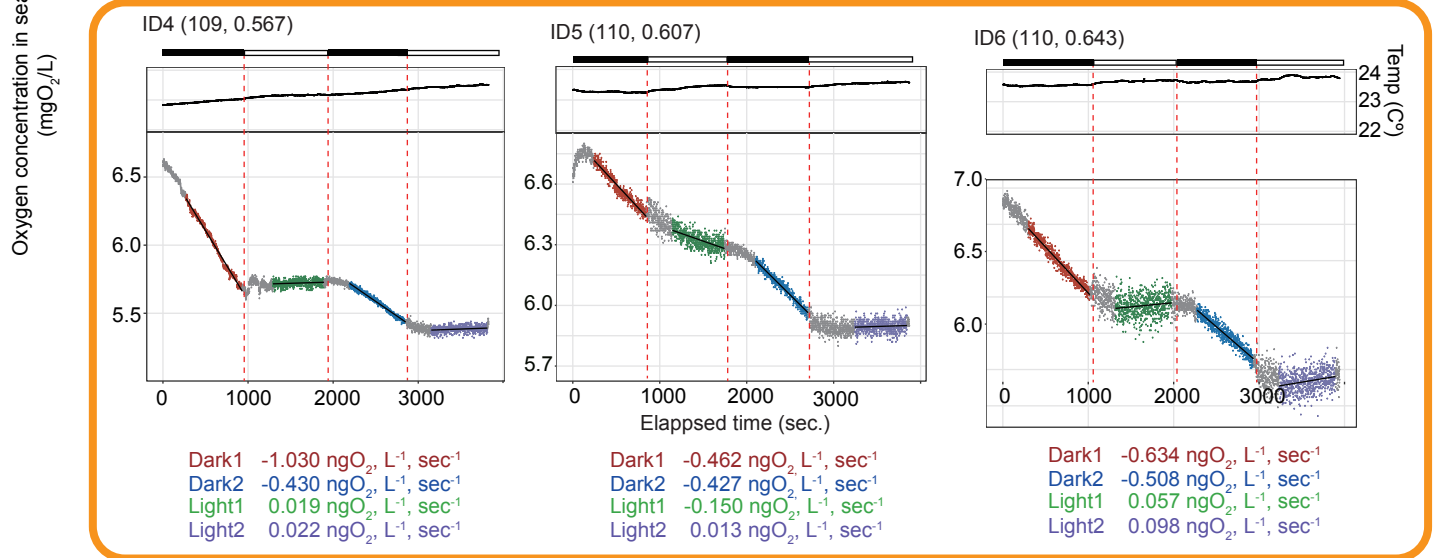 Oxygen concentration in sea
(mgO2/L)
ID4 (109, 0.567)
6.5
6.0
5.5
0 1000 2000 3000
Dark1 -1.030 ngO2, L-1, sec-1
Dark2 -0.430 ngO2, L-1, sec-1
Light1 0.019 ngO2, L-1, sec-1
Light2 0.022 ngO2, L-1, sec-1
ID5 (110, 0.607)
6.6
6.3
6.0
5.7
0 1000 2000 3000
Elappsed time (sec.)
Dark1 -0.462 ngO2, L-1, sec-1
Dark2 -0.427 ngO2, L-1, sec-1
Light1 -0.150 ngO2, L-1, sec-1
Light2 0.013 ngO2, L-1, sec-1
ID6 (110, 0.643)
24
23
22
Temp (Cº)
7.0
6.5
6.0
0 1000 2000 3000
Dark1 -0.634 ngO2, L-1, sec-1
Dark2 -0.508 ngO2, L-1, sec-1
Light1 0.057 ngO2, L-1, sec-1
Light2 0.098 ngO2, L-1, sec-1